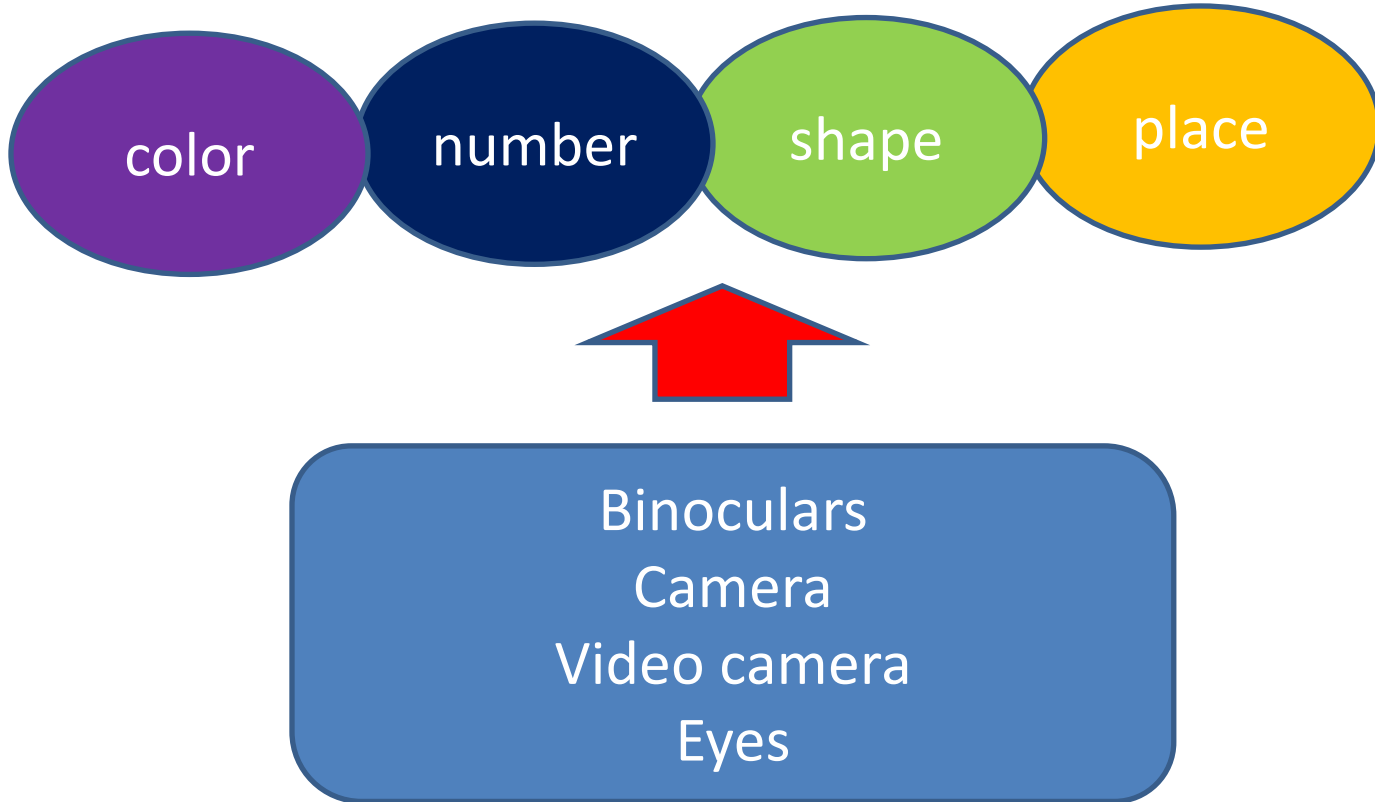 color
number
shape
place
Binoculars
Camera
Video camera
Eyes